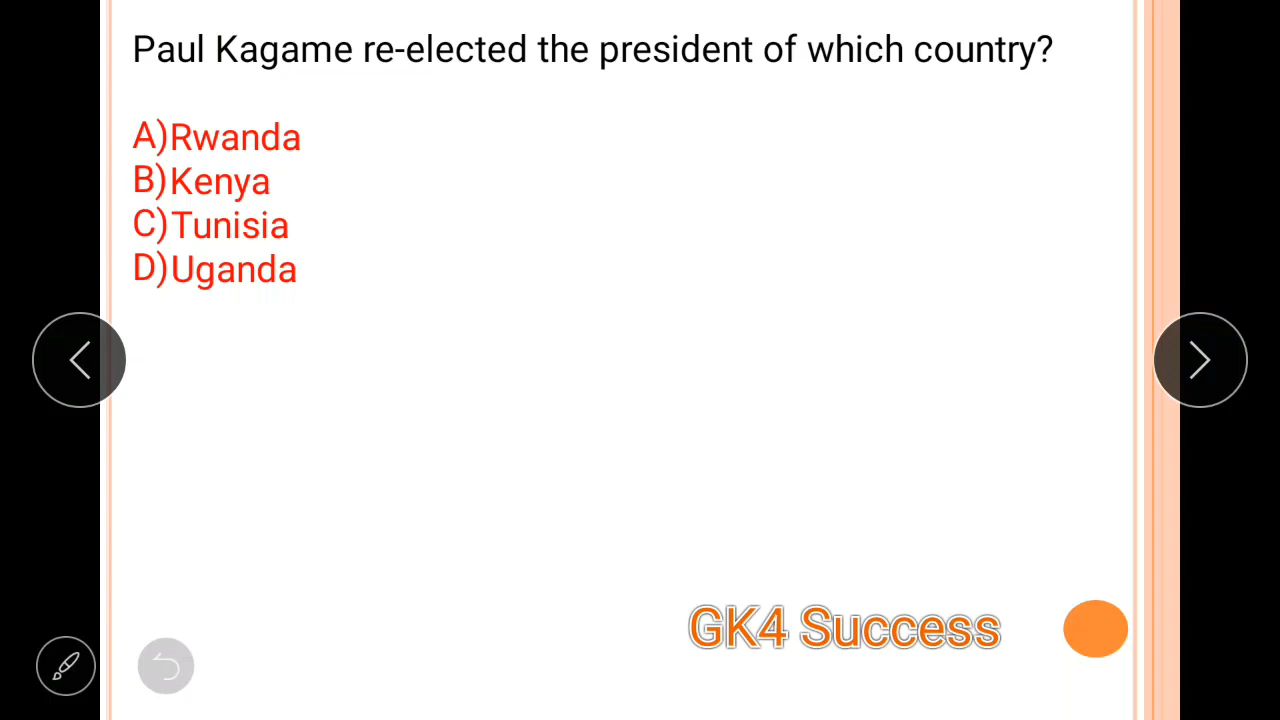 Paul Kagame re-elected the president of which country?
A)Rwanda
B)Kenya
C)Tunisia
D)Uganda
GK4 Success